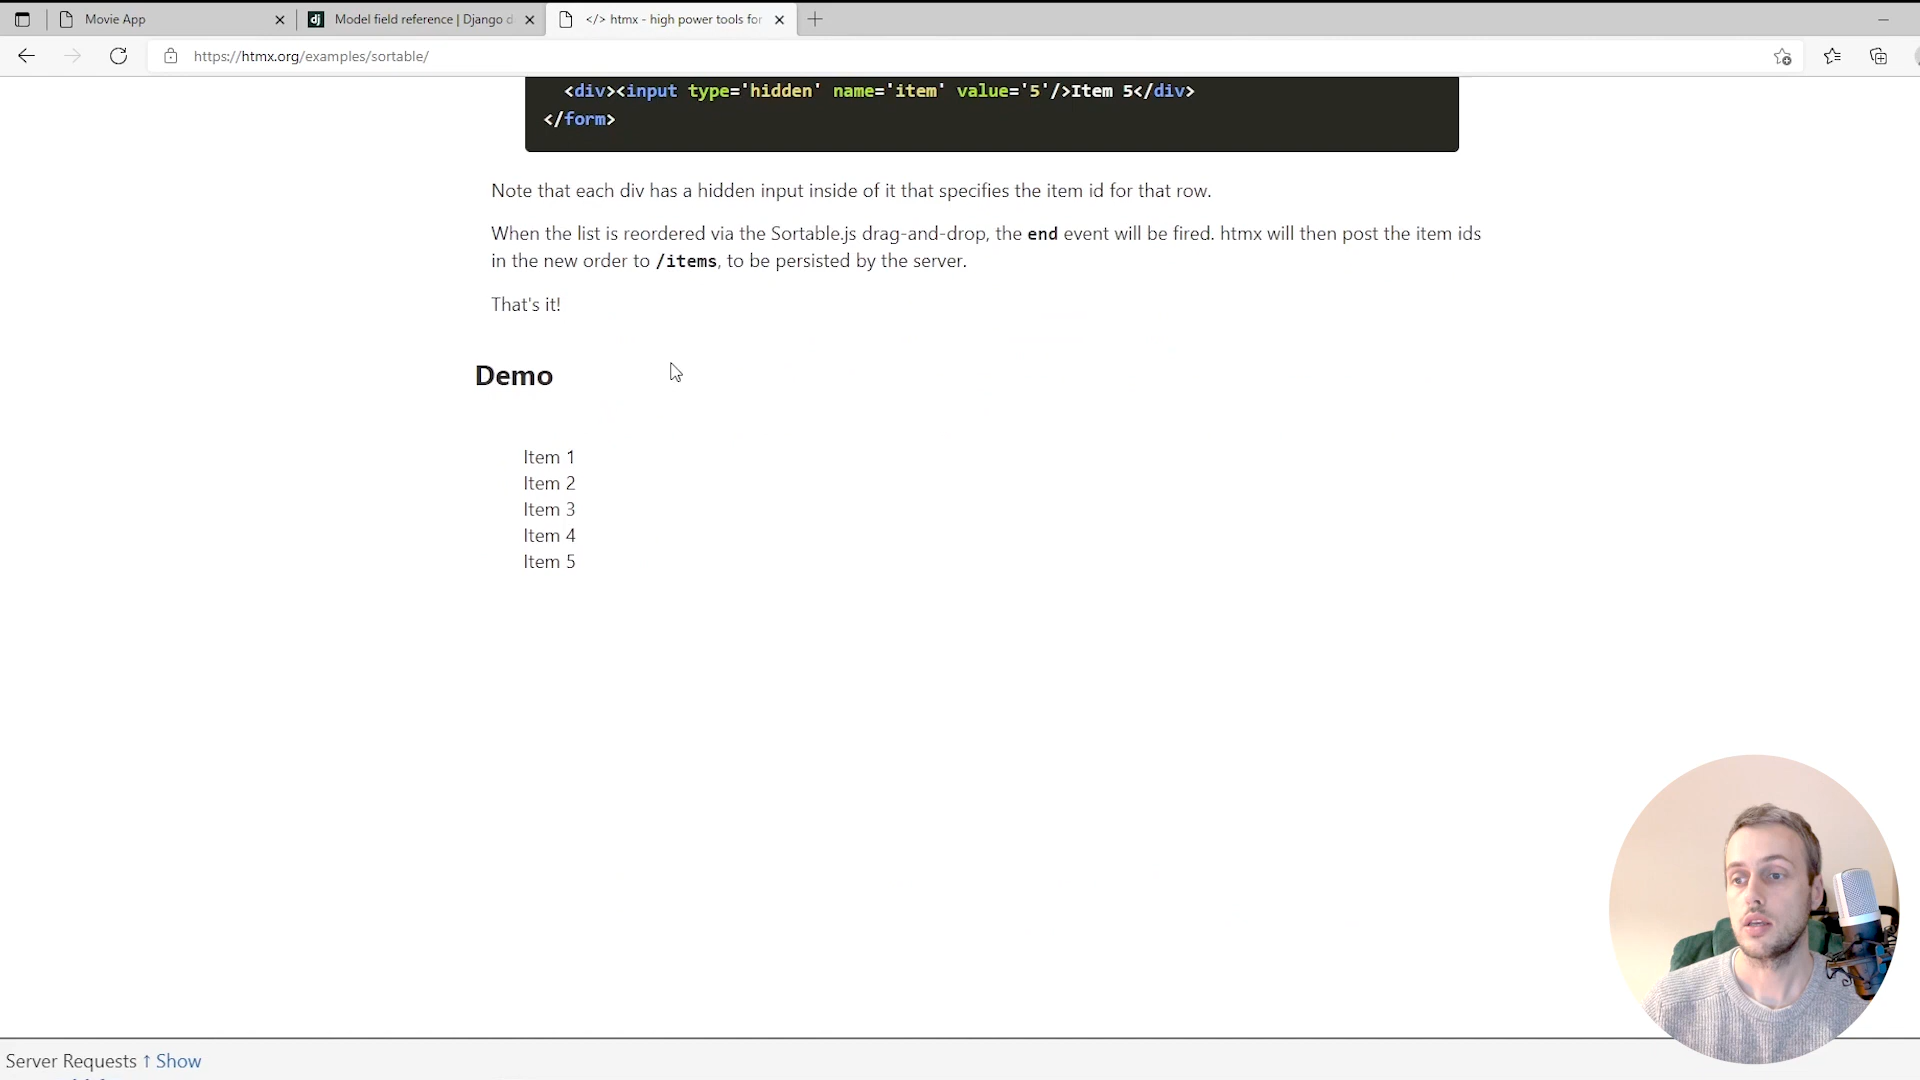 Movie App
Model field reference | Django d
</> htmx - high power tools for
https://htmx.org/examples/sortable/
<div><input type='hidden' name='item' value='5'/>Item 5</div>
</form>
Note that each div has a hidden input inside of it that specifies the item id for that row.
When the list is reordered via the Sortable.js drag-and-drop, the end event will be fired. htmx will then post the item ids
in the new order to /items, to be persisted by the server.
That's it!
Demo
Item 1
Item 2
Item 3
Item 4
Item 5
Server Requests ↑ Show